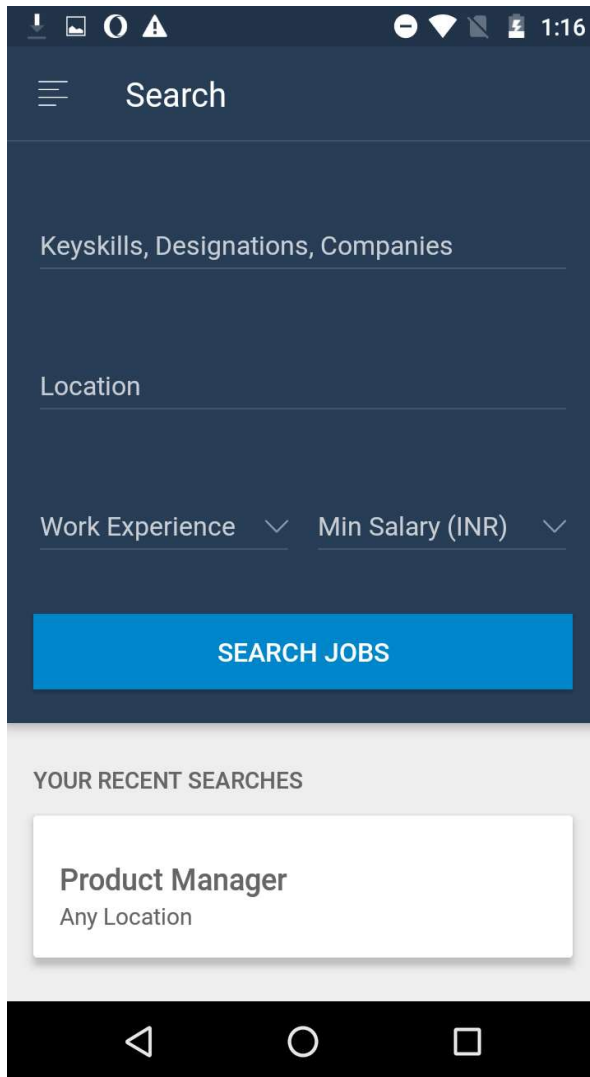 1:16
Search
Keyskills, Designations, Companies
Location
Work Experience Min Salary (INR)
SEARCH JOBS
YOUR RECENT SEARCHES
Product Manager
Any Location